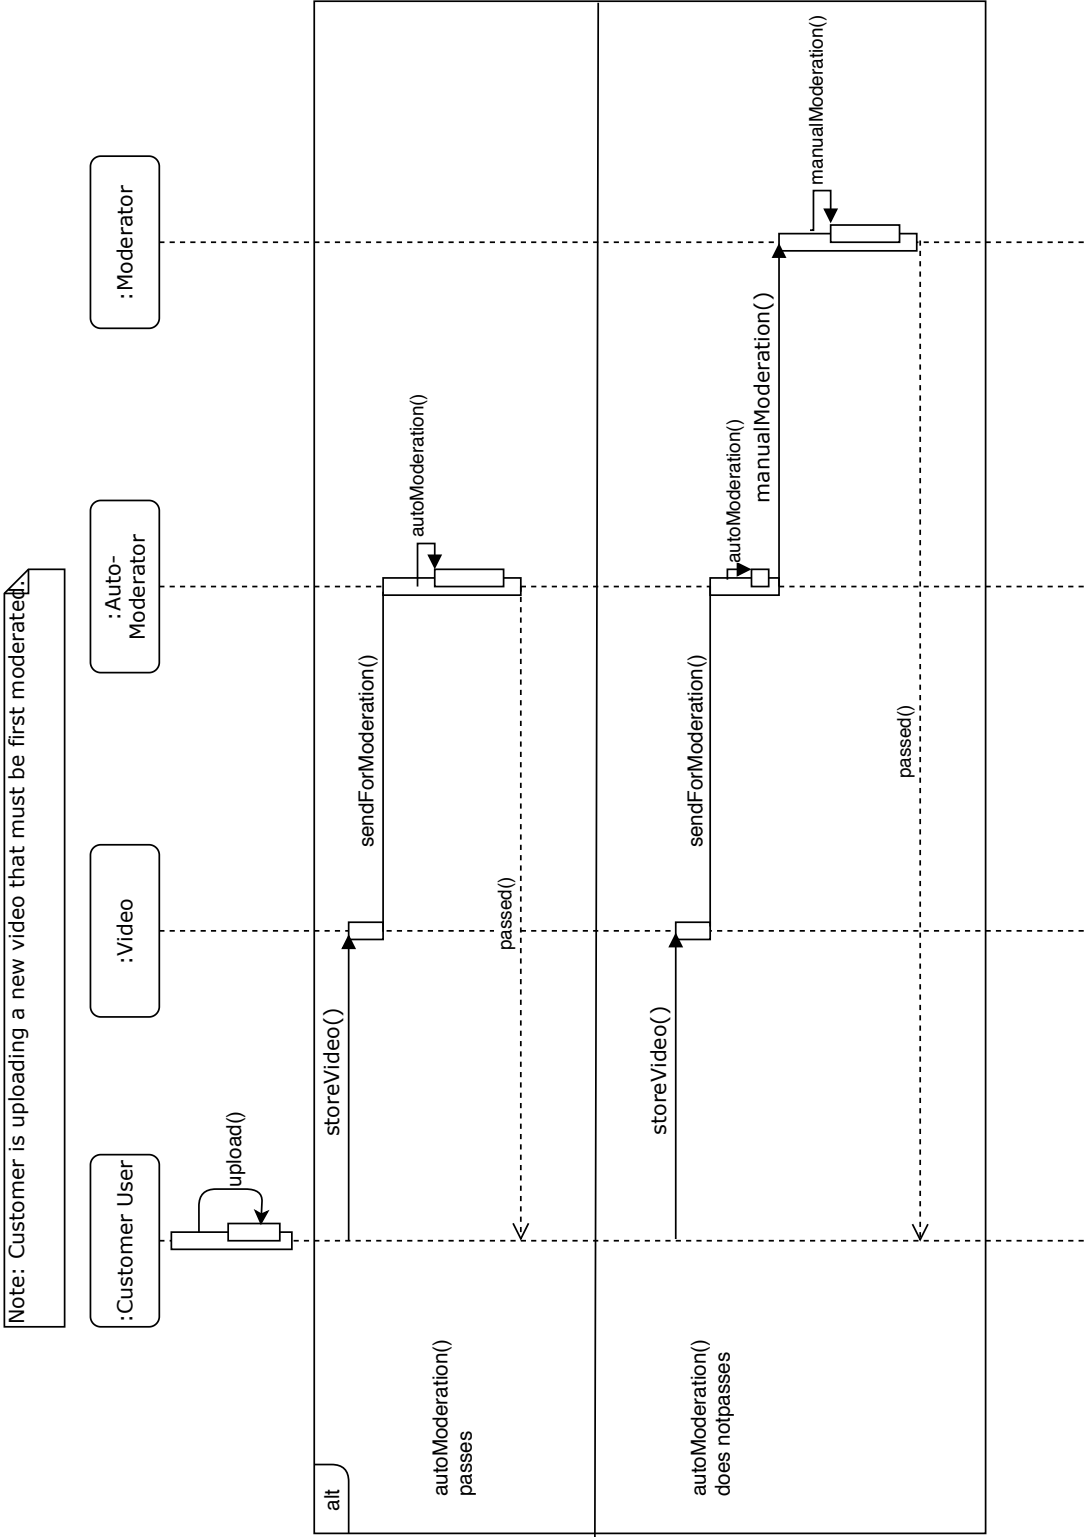 Note: Customer is uploading a new video that must be first moderated.
:Customer User
:Video
:Auto-
Moderator
:Moderator
upload()
alt
storeVideo()
sendForModeration()
autoModeration()
autoModeration()
passes
passed()
storeVideo()
sendForModeration()
autoModeration()
manualModeration()
manualModeration()
autoModeration()
does notpasses
passed()